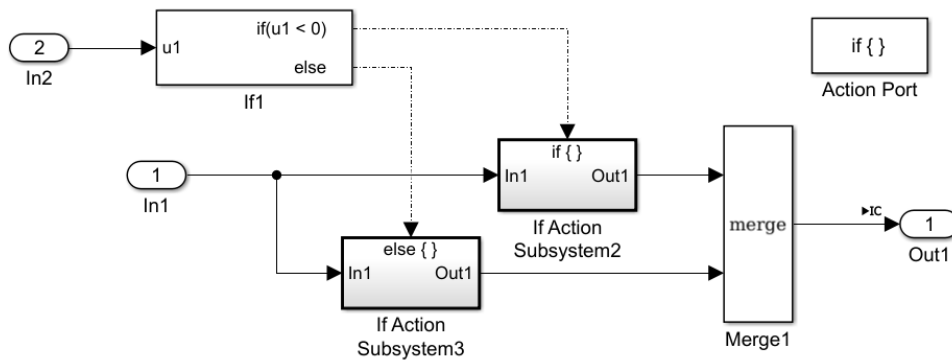 2
In2
u1
if(u1 < 0)
else
If1
if { }
Action Port
1
In1
if { }
In1
Out1
If Action
Subsystem2
else { }
In1
Out1
If Action
Subsystem3
merge
Merge1
IC
1
Out1